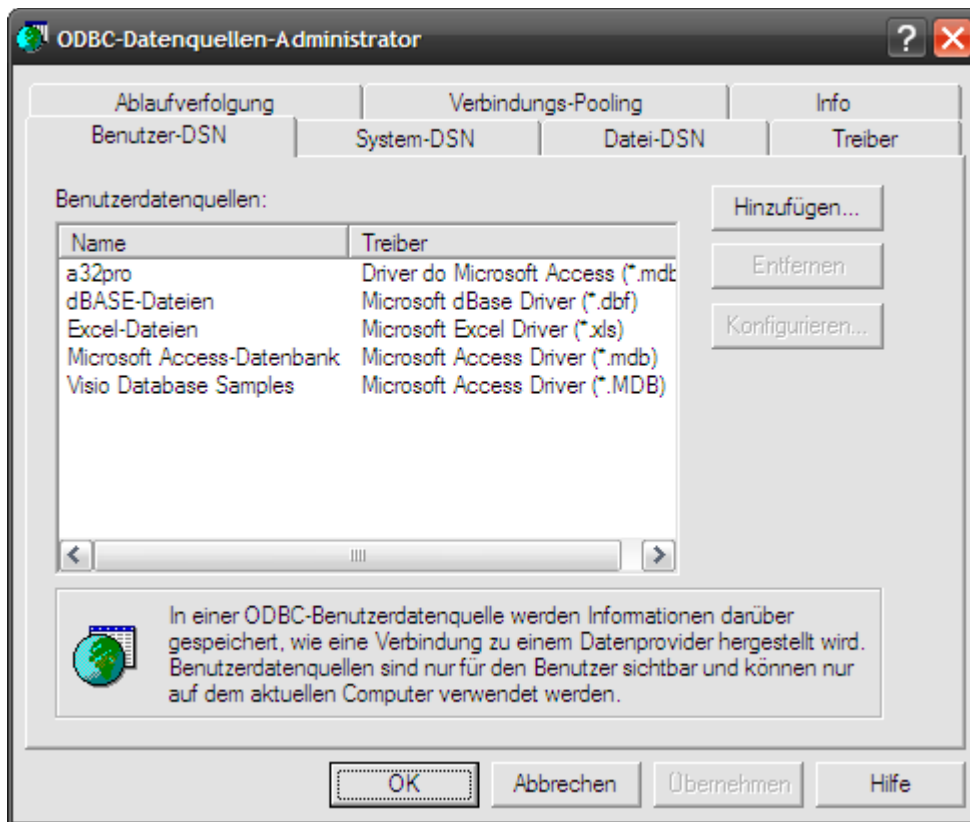 ODBC-Datenquellen-Administrator
Ablaufverfolgung Verbindungs-Pooling Info
Benutzer-DSN System-DSN Datei-DSN Treiber
Benutzerdatenquellen:
Hinzufügen...
Name Treiber
a32pro Driver do Microsoft Access (*.mdb
dBASE-Dateien Microsoft dBase Driver (*.dbf)
Excel-Dateien Microsoft Excel Driver (*.xls)
Microsoft Access-Datenbank Microsoft Access Driver (*.mdb)
Visio Database Samples Microsoft Access Driver (*.MDB)
Entfernen
Konfigurieren...
In einer ODBC-Benutzerdatenquelle werden Informationen darüber
gespeichert, wie eine Verbindung zu einem Datenprovider hergestellt wird.
Benutzerdatenquellen sind nur für den Benutzer sichtbar und können nur
auf dem aktuellen Computer verwendet werden.
OK Abbrechen Übernehmen Hilfe